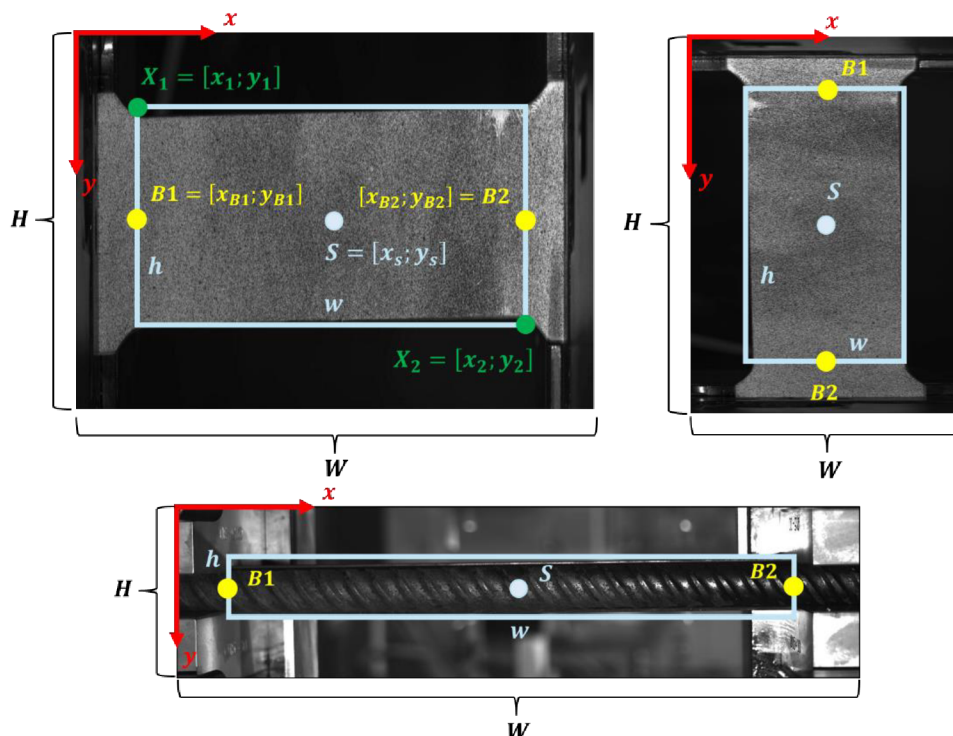 x
X₁ = [x₁; y₁]
y
B1 = [x_B1; y_B1]
[x_B2; y_B2] = B2
H
S = [x_s; y_s]
h
w
X₂ = [x₂; y₂]
W
x
B1
y
S
H
h
w
B2
W
x
h
B1
S
B2
H
w
y
W